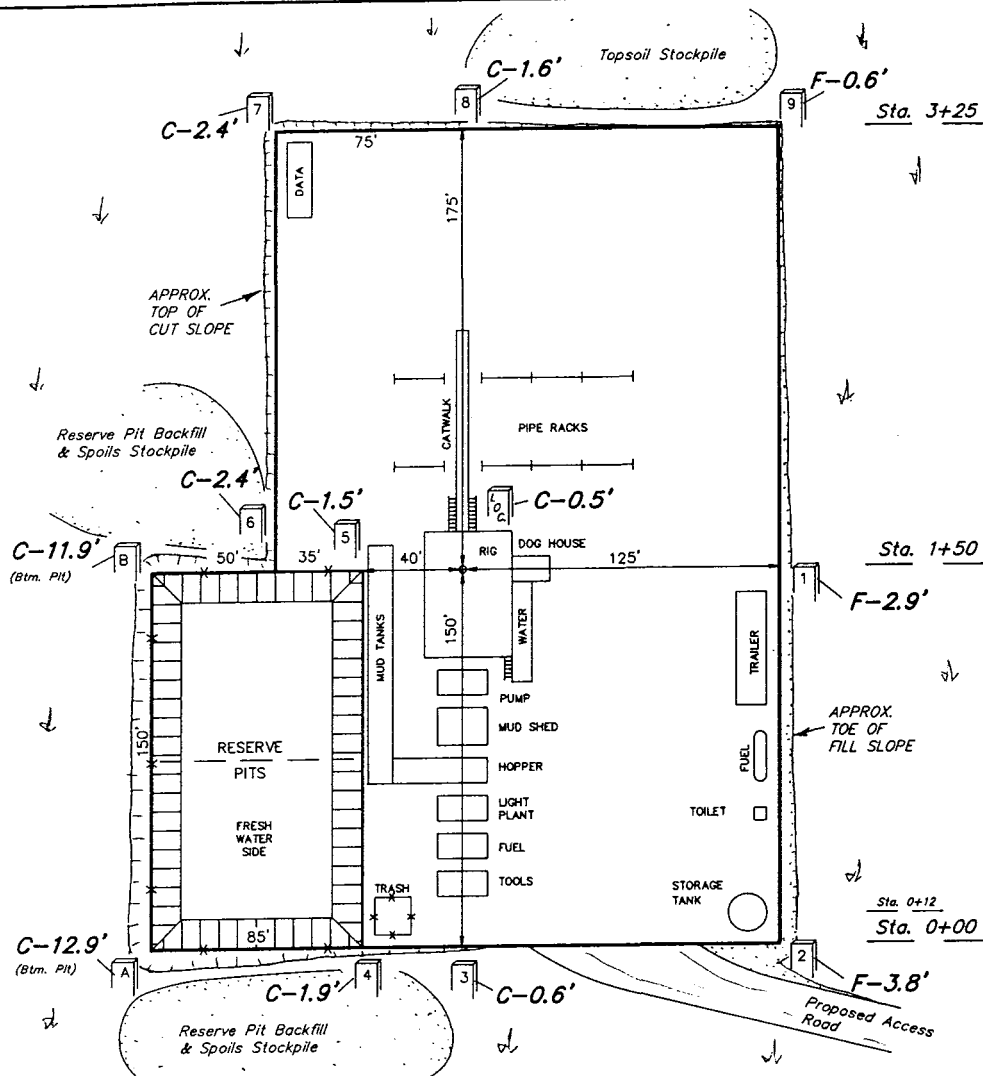 Topsoil Stockpile
C-1.6'
F-0.6'
7
8
9
C-2.4'
Sta. 3+25
75'
DATA
175'
APPROX.
TOP OF
CUT SLOPE
CATWALK
PIPE RACKS
Reserve Pit Backfill
& Spoils Stockpile
C-2.4'
C-1.5'
LOC
C-0.5'
6
5
C-11.9'
B
(Btm. Pit)
50'
35'
40'
RIG
DOG HOUSE
125'
Sta. 1+50
1
F-2.9'
MUD TANKS
150'
WATER
TRAILER
PUMP
MUD SHED
APPROX.
TOE OF
FILL SLOPE
150'
RESERVE
PITS
HOPPER
FUEL
FRESH
WATER
SIDE
LIGHT
PLANT
TOILET
FUEL
TRASH
TOOLS
STORAGE
TANK
Sta. 0+12
Sta. 0+00
85'
C-12.9'
(Btm. Pit)
A
4
3
2
C-1.9'
C-0.6'
F-3.8'
Proposed Access
Road
Reserve Pit Backfill
& Spoils Stockpile